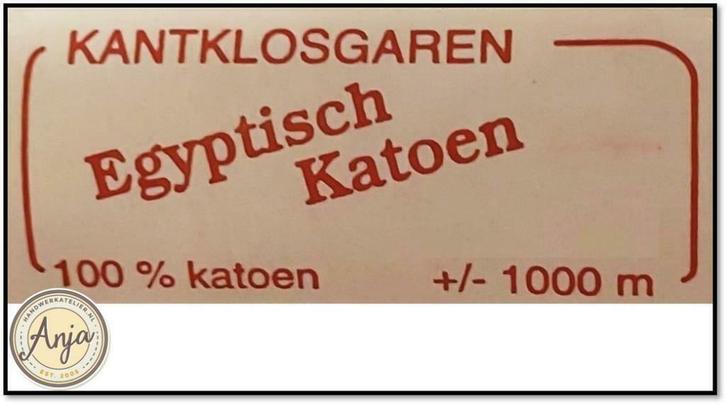 KANTKLOSGAREN
Egyptisch
Katoen
100 % katoen
+/- 1000 m
HANDWERKATELIER.NL
Anja
EST. 2005